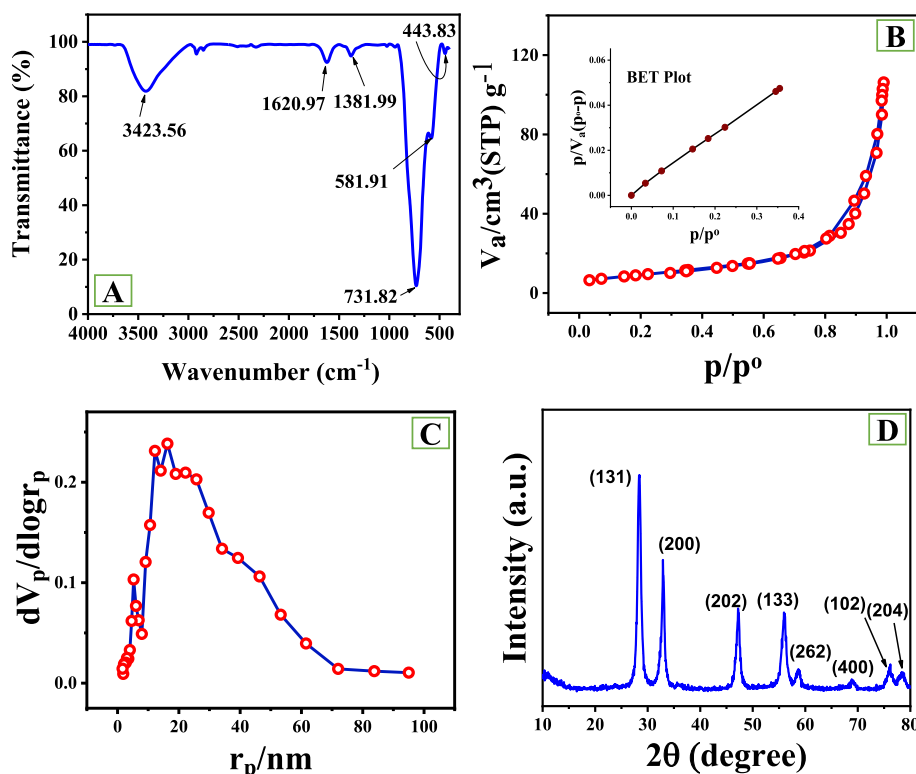 A
Transmittance (%)
100
80
60
40
20
0
4000 3500 3000 2500 2000 1500 1000 500
Wavenumber (cm⁻¹)
3423.56
1620.97
1381.99
443.83
581.91
731.82
B
Vₐ/cm³(STP) g⁻¹
120
80
40
0
0.0 0.2 0.4 0.6 0.8 1.0
p/pᵒ
BET Plot
p/Vₐ(pᵒ-p)
0.06
0.04
0.02
0.00
0.0 0.1 0.2 0.3 0.4
p/pᵒ
C
dVₚ/dlogrₚ
0.2
0.1
0.0
0 20 40 60 80 100
rₚ/nm
D
Intensity (a.u.)
(131)
(200)
(202)
(133)
(262)
(400)
(102)
(204)
10 20 30 40 50 60 70 80
2θ (degree)